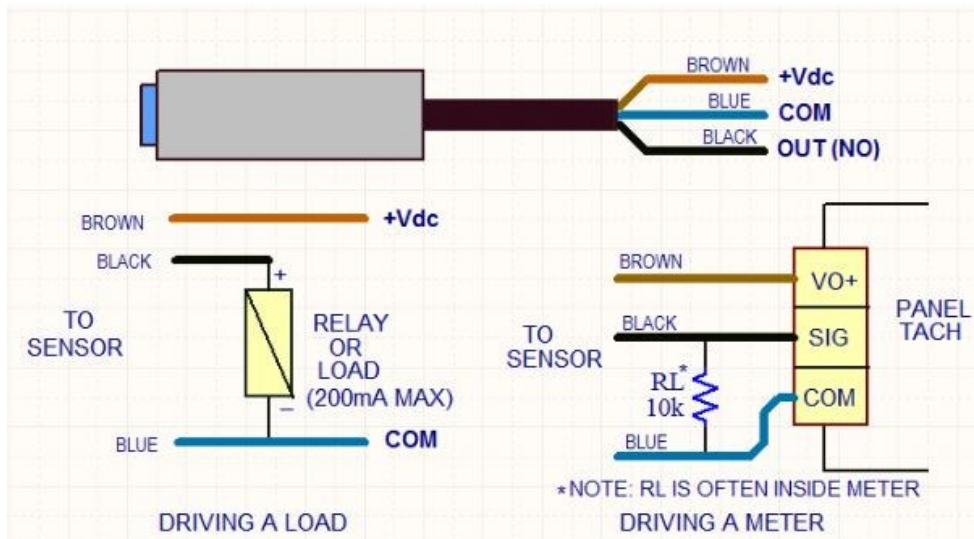 BROWN
+Vdc
BLUE
COM
BLACK
OUT (NO)
BROWN
+Vdc
BLACK
+
TO
SENSOR
RELAY
OR
LOAD
(200mA MAX)
−
BLUE
COM
DRIVING A LOAD
BROWN
VO+
PANEL
TACH
BLACK
SIG
TO
SENSOR
RL*
10k
COM
BLUE
*NOTE: RL IS OFTEN INSIDE METER
DRIVING A METER